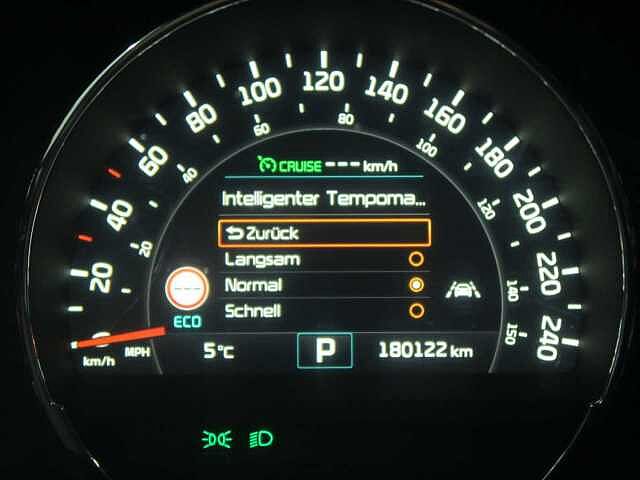 0 20 40 60 80 100 120 140 160 180 200 220 240
20 40 60 80 100 120 140 150
CRUISE --- km/h
Intelligenter Tempoma...
Zurück
Langsam
Normal
Schnell
---
ECO
km/h MPH
5°C P 180122 km